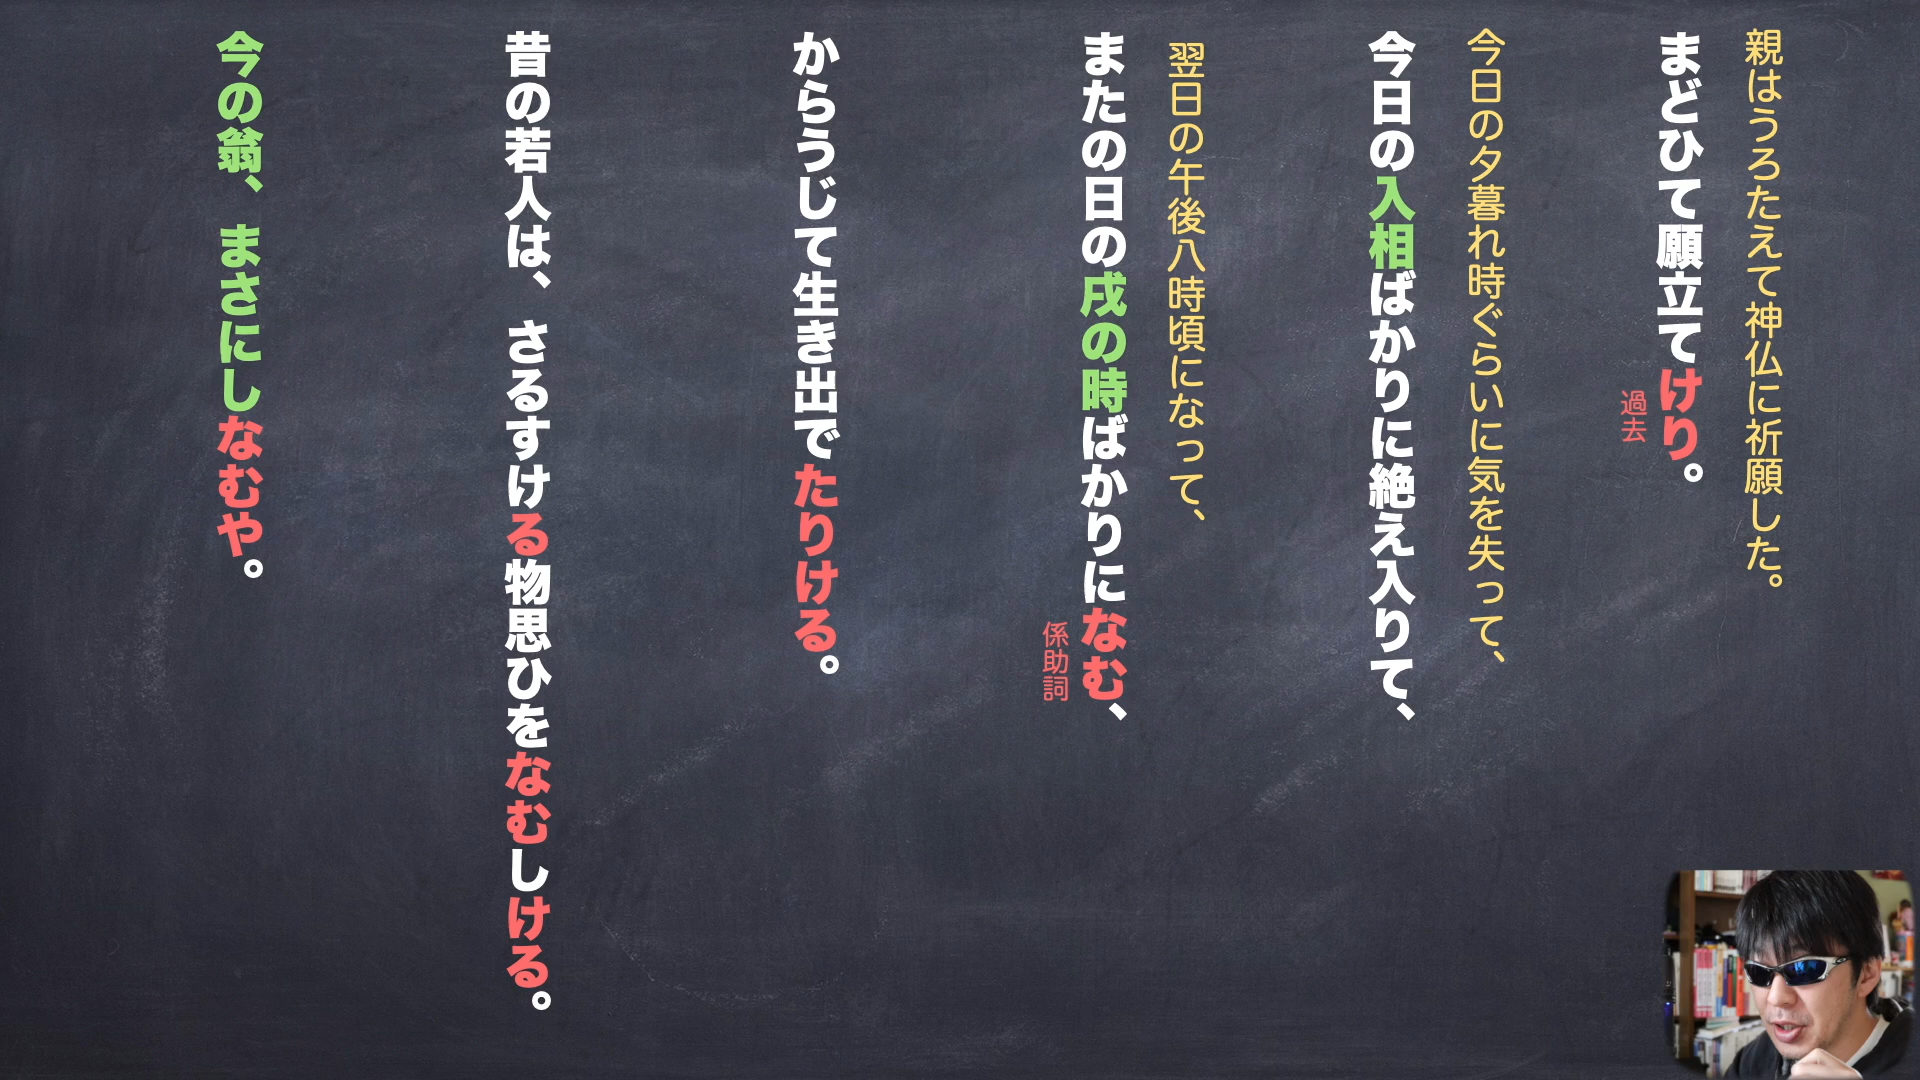 親はうろたえて神仏に祈願した。
まどひて願立てけり。
過去
今日の夕暮れ時ぐらいに気を失って、
今日の入相ばかりに絶え入りて、
翌日の午後八時頃になって、
またの日の戌の時ばかりになむ、
係助詞
からうじて生き出でたりける。
昔の若人は、さるすける物思ひをなむしける。
今の翁、まさにしなむや。